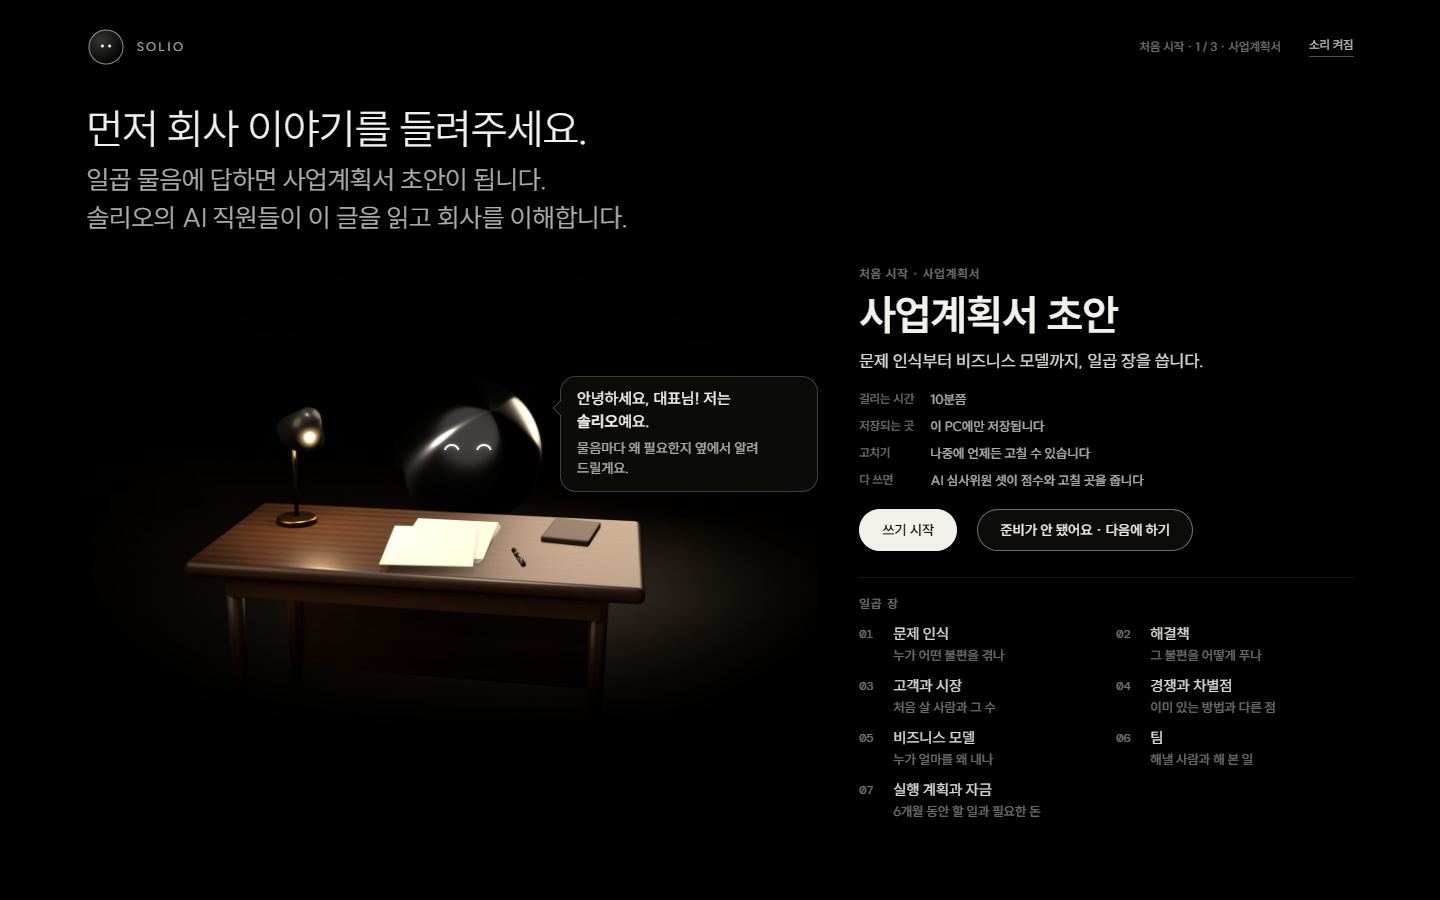 SOLIO
처음 시작 · 1 / 3 · 사업계획서
소리 켜짐
먼저 회사 이야기를 들려주세요.
일곱 물음에 답하면 사업계획서 초안이 됩니다.
솔리오의 AI 직원들이 이 글을 읽고 회사를 이해합니다.
안녕하세요, 대표님! 저는
솔리오예요.
물음마다 왜 필요한지 옆에서 알려
드릴게요.
처음 시작 · 사업계획서
사업계획서 초안
문제 인식부터 비즈니스 모델까지, 일곱 장을 씁니다.
걸리는 시간 10분쯤
저장되는 곳 이 PC에만 저장됩니다
고치기 나중에 언제든 고칠 수 있습니다
다 쓰면 AI 심사위원 셋이 점수와 고칠 곳을 줍니다
쓰기 시작
준비가 안 됐어요 · 다음에 하기
일곱 장
01 문제 인식
누가 어떤 불편을 겪나
02 해결책
그 불편을 어떻게 푸나
03 고객과 시장
처음 살 사람과 그 수
04 경쟁과 차별점
이미 있는 방법과 다른 점
05 비즈니스 모델
누가 얼마를 왜 내나
06 팀
해낼 사람과 해 본 일
07 실행 계획과 자금
6개월 동안 할 일과 필요한 돈